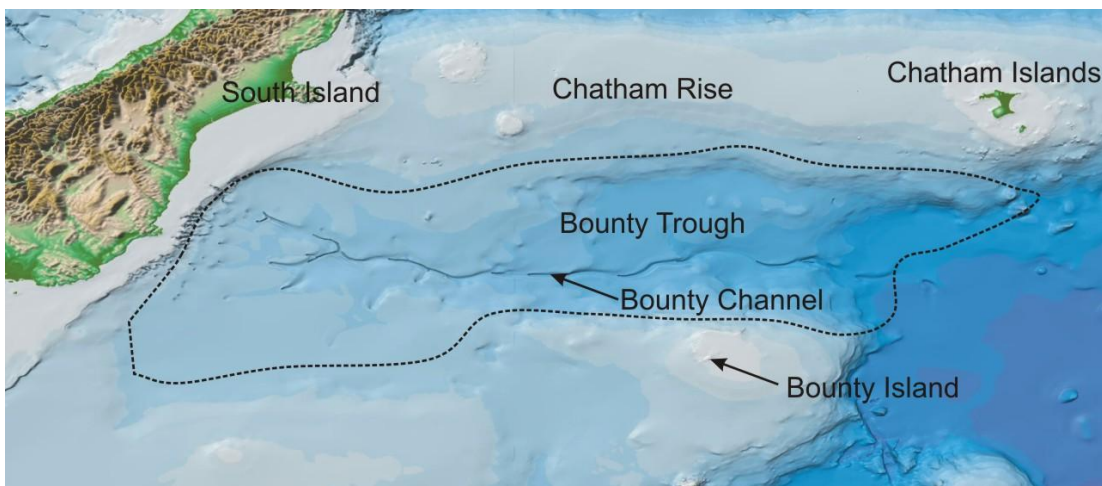 Chatham Islands
South Island
Chatham Rise
Bounty Trough
Bounty Channel
Bounty Island